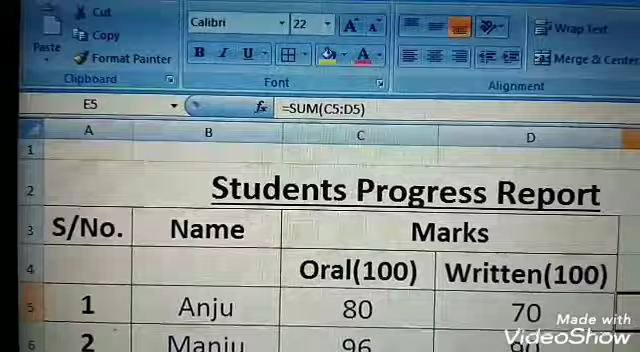 Cut
Calibri 22 A A Wrap Text
Paste Copy
Format Painter B I U A Merge & Center
Clipboard Font Alignment
E5 fx =SUM(C5:D5)
A B C D
1
2 Students Progress Report
3 S/No. Name Marks
4 Oral(100) Written(100)
5 1 Anju 80 70
6 2 Manju 96 90
Made with
VideoShow